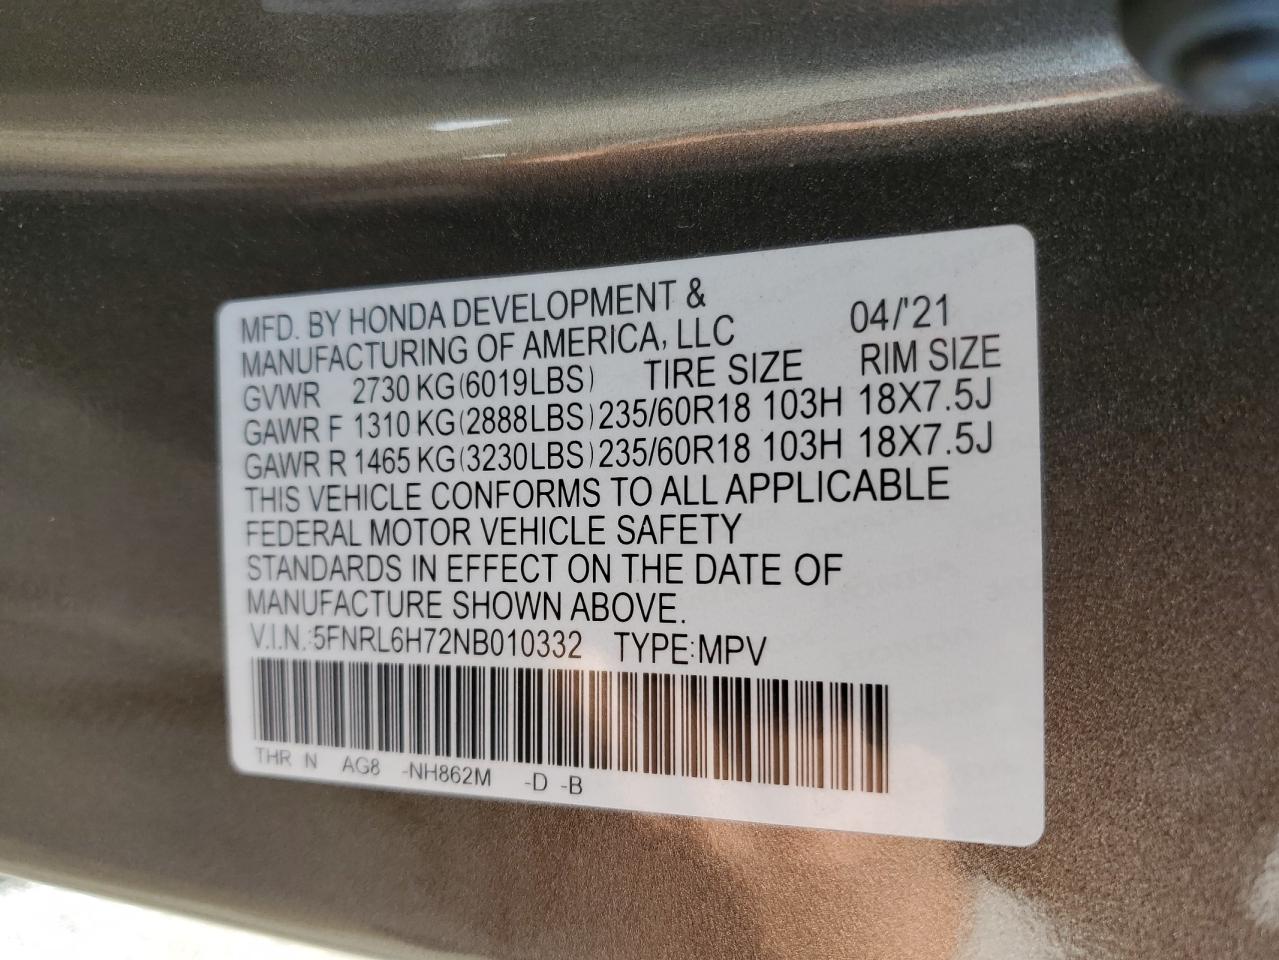 MFD. BY HONDA DEVELOPMENT &
MANUFACTURING OF AMERICA, LLC 04/'21
GVWR 2730 KG(6019LBS) TIRE SIZE RIM SIZE
GAWR F 1310 KG(2888LBS) 235/60R18 103H 18X7.5J
GAWR R 1465 KG(3230LBS) 235/60R18 103H 18X7.5J
THIS VEHICLE CONFORMS TO ALL APPLICABLE
FEDERAL MOTOR VEHICLE SAFETY
STANDARDS IN EFFECT ON THE DATE OF
MANUFACTURE SHOWN ABOVE.
V.I.N.:5FNRL6H72NB010332 TYPE:MPV
THR N AG8 -NH862M -D -B